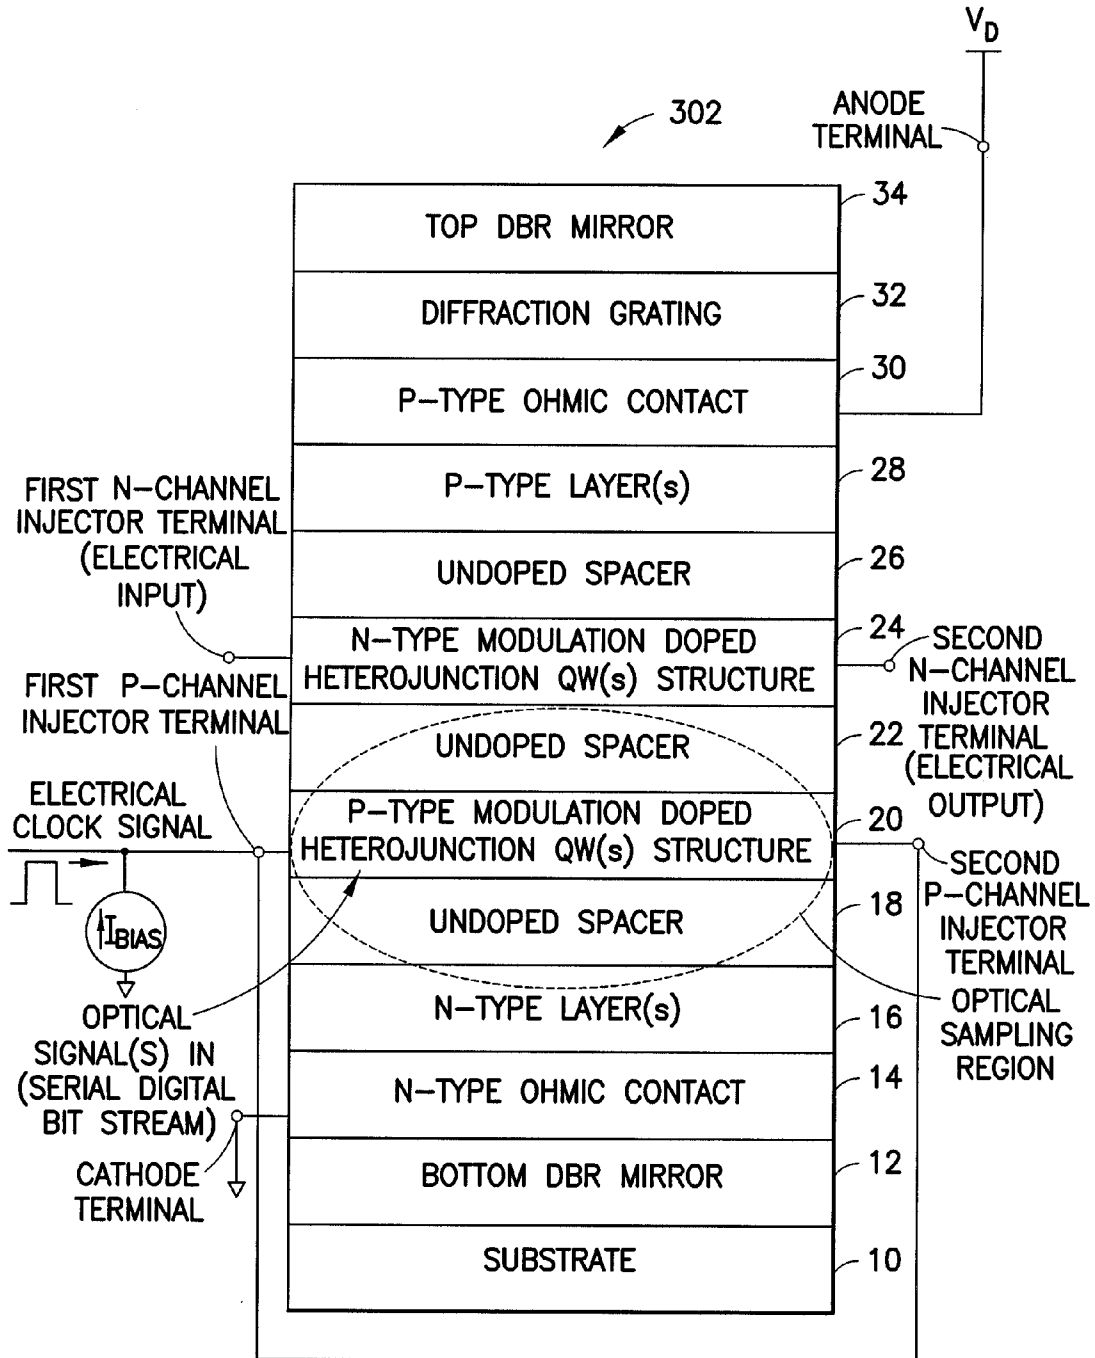 V_D
ANODE
TERMINAL
302
34
TOP DBR MIRROR
32
DIFFRACTION GRATING
30
P-TYPE OHMIC CONTACT
28
P-TYPE LAYER(s)
FIRST N-CHANNEL
INJECTOR TERMINAL
(ELECTRICAL
INPUT)
26
UNDOPED SPACER
24
N-TYPE MODULATION DOPED
HETEROJUNCTION QW(s) STRUCTURE
SECOND
N-CHANNEL
INJECTOR
TERMINAL
(ELECTRICAL
OUTPUT)
FIRST P-CHANNEL
INJECTOR TERMINAL
22
UNDOPED SPACER
ELECTRICAL
CLOCK SIGNAL
20
P-TYPE MODULATION DOPED
HETEROJUNCTION QW(s) STRUCTURE
SECOND
P-CHANNEL
INJECTOR
TERMINAL
I_BIAS
18
UNDOPED SPACER
OPTICAL
SIGNAL(S) IN
(SERIAL DIGITAL
BIT STREAM)
OPTICAL
SAMPLING
REGION
16
N-TYPE LAYER(s)
14
N-TYPE OHMIC CONTACT
CATHODE
TERMINAL
12
BOTTOM DBR MIRROR
10
SUBSTRATE